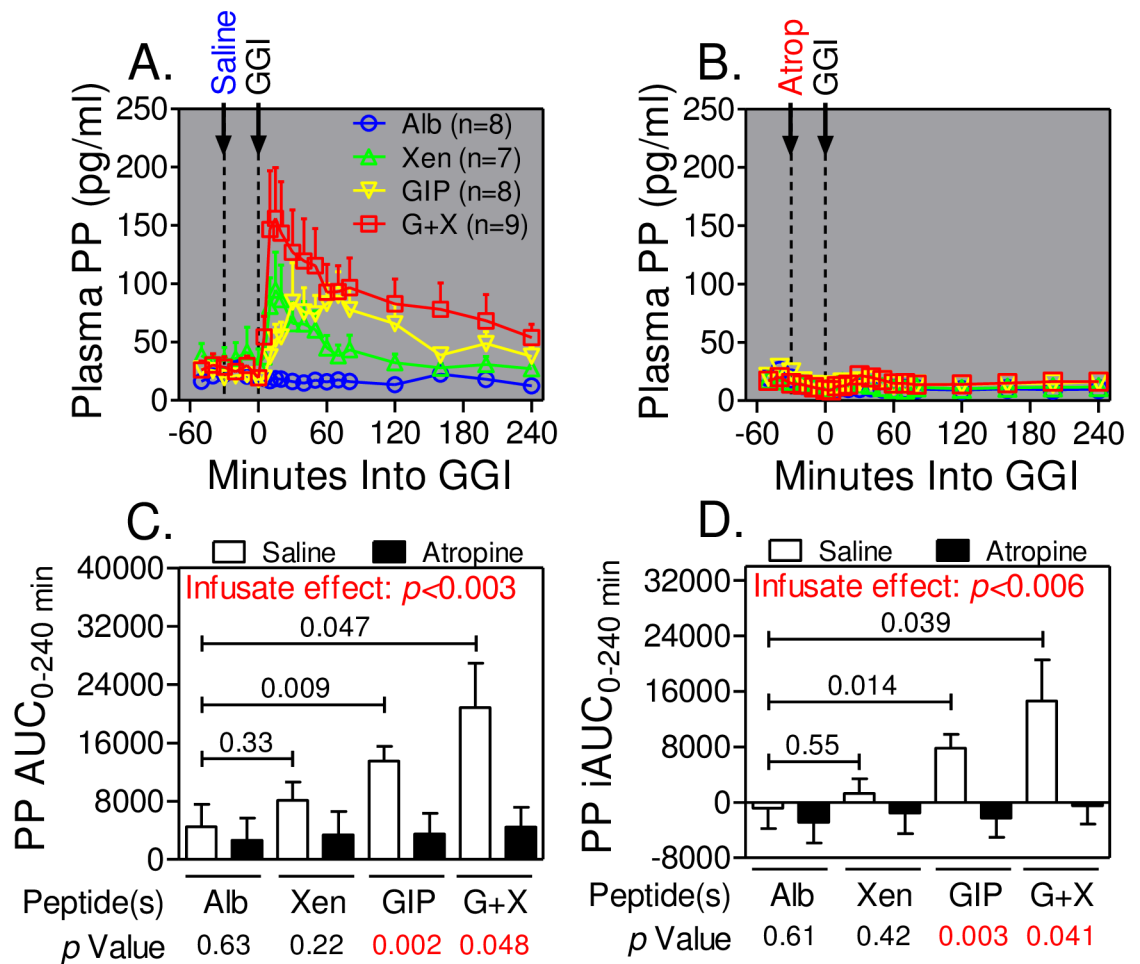 Saline
GGI
A.
Plasma PP (pg/ml)
250
200
150
100
50
0
Alb (n=8)
Xen (n=7)
GIP (n=8)
G+X (n=9)
-60 0 60 120 180 240
Minutes Into GGI
Atrop
GGI
B.
Plasma PP (pg/ml)
250
200
150
100
50
0
-60 0 60 120 180 240
Minutes Into GGI
C.
Saline Atropine
PP AUC0-240 min
40000
32000
24000
16000
8000
0
Infusate effect: p<0.003
0.047
0.009
0.33
Peptide(s) Alb Xen GIP G+X
p Value 0.63 0.22 0.002 0.048
D.
Saline Atropine
PP iAUC0-240 min
32000
24000
16000
8000
0
-8000
Infusate effect: p<0.006
0.039
0.014
0.55
Peptide(s) Alb Xen GIP G+X
p Value 0.61 0.42 0.003 0.041